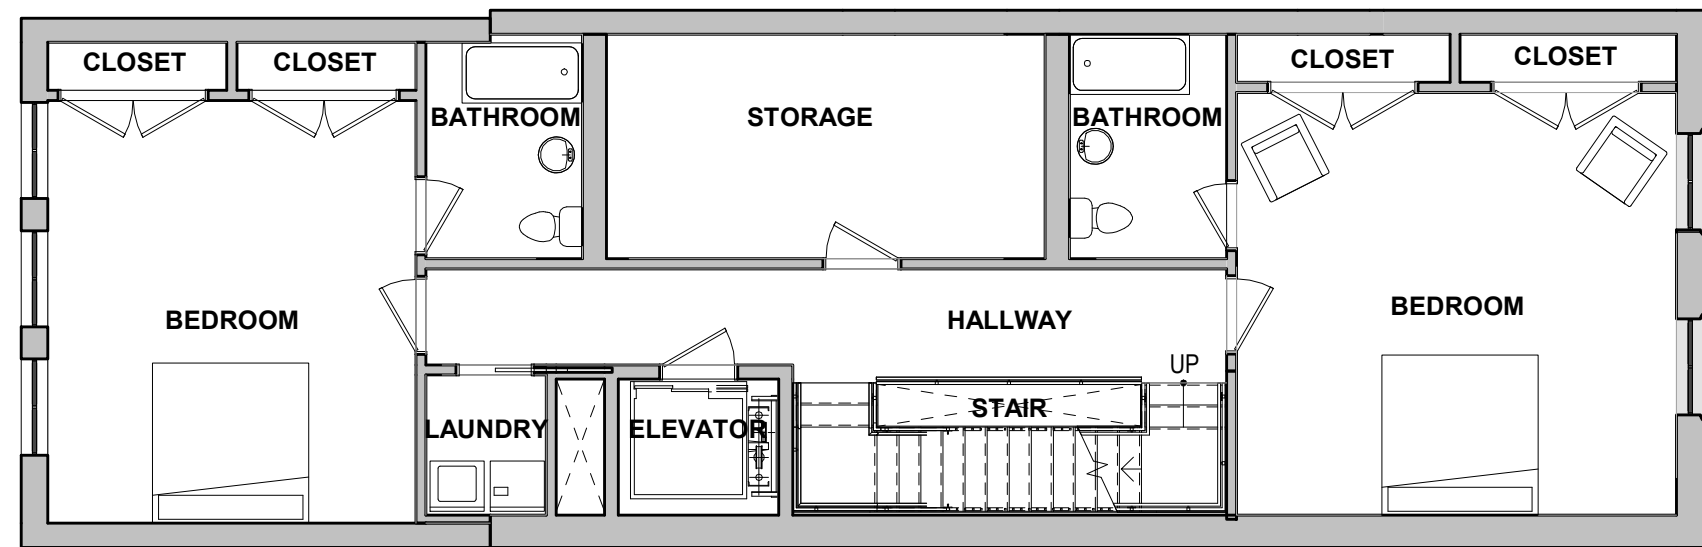 CLOSET
CLOSET
CLOSET
CLOSET
BATHROOM
STORAGE
BATHROOM
BEDROOM
HALLWAY
BEDROOM
UP
LAUNDRY
ELEVATOR
STAIR